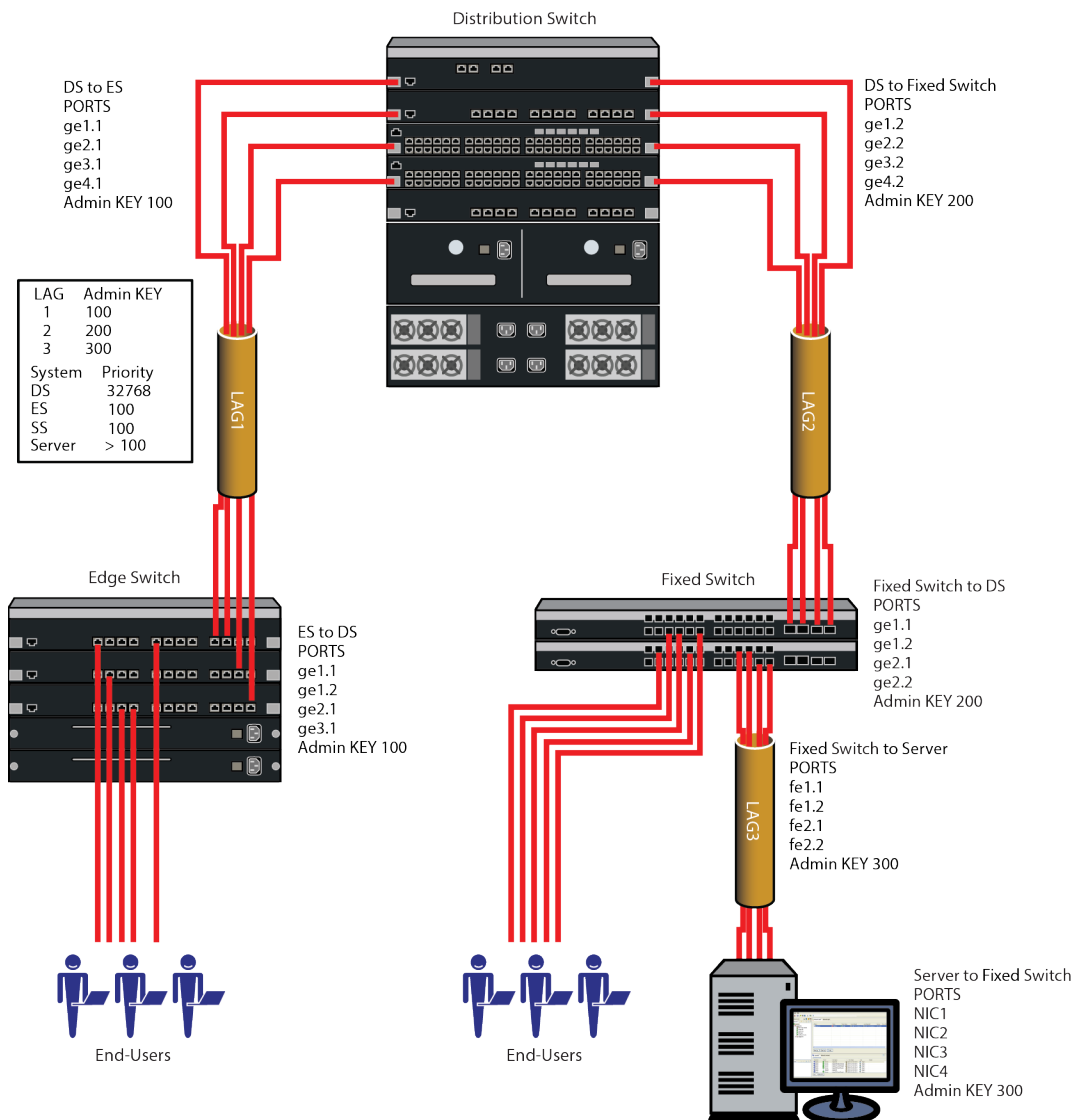 Distribution Switch
DS to ES
PORTS
ge1.1
ge2.1
ge3.1
ge4.1
Admin KEY 100
DS to Fixed Switch
PORTS
ge1.2
ge2.2
ge3.2
ge4.2
Admin KEY 200
LAG Admin KEY
1 100
2 200
3 300
System Priority
DS 32768
ES 100
SS 100
Server > 100
LAG1
LAG2
Edge Switch
ES to DS
PORTS
ge1.1
ge1.2
ge2.1
ge3.1
Admin KEY 100
Fixed Switch
Fixed Switch to DS
PORTS
ge1.1
ge1.2
ge2.1
ge2.2
Admin KEY 200
Fixed Switch to Server
PORTS
fe1.1
fe1.2
fe2.1
fe2.2
Admin KEY 300
LAG3
End-Users
End-Users
Server to Fixed Switch
PORTS
NIC1
NIC2
NIC3
NIC4
Admin KEY 300